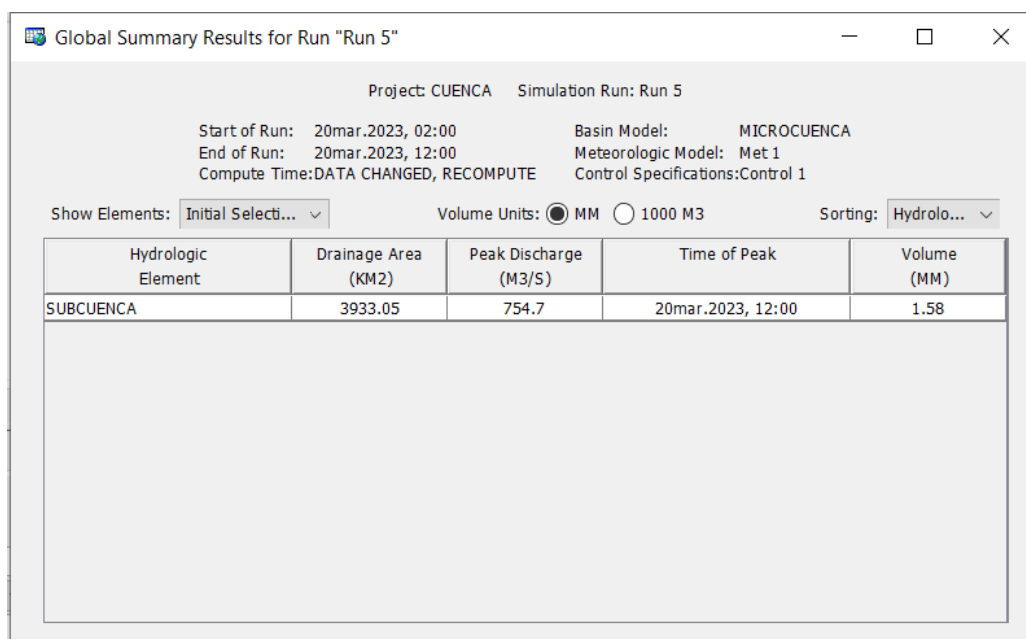 Global Summary Results for Run "Run 5"
Project: CUENCA Simulation Run: Run 5
Start of Run: 20mar.2023, 02:00 Basin Model: MICROCUENCA
End of Run: 20mar.2023, 12:00 Meteorologic Model: Met 1
Compute Time:DATA CHANGED, RECOMPUTE Control Specifications:Control 1
Show Elements: Initial Selecti... Volume Units: MM 1000 M3 Sorting: Hydrolo...
Hydrologic Drainage Area Peak Discharge Time of Peak Volume
Element (KM2) (M3/S) (MM)
SUBCUENCA 3933.05 754.7 20mar.2023, 12:00 1.58